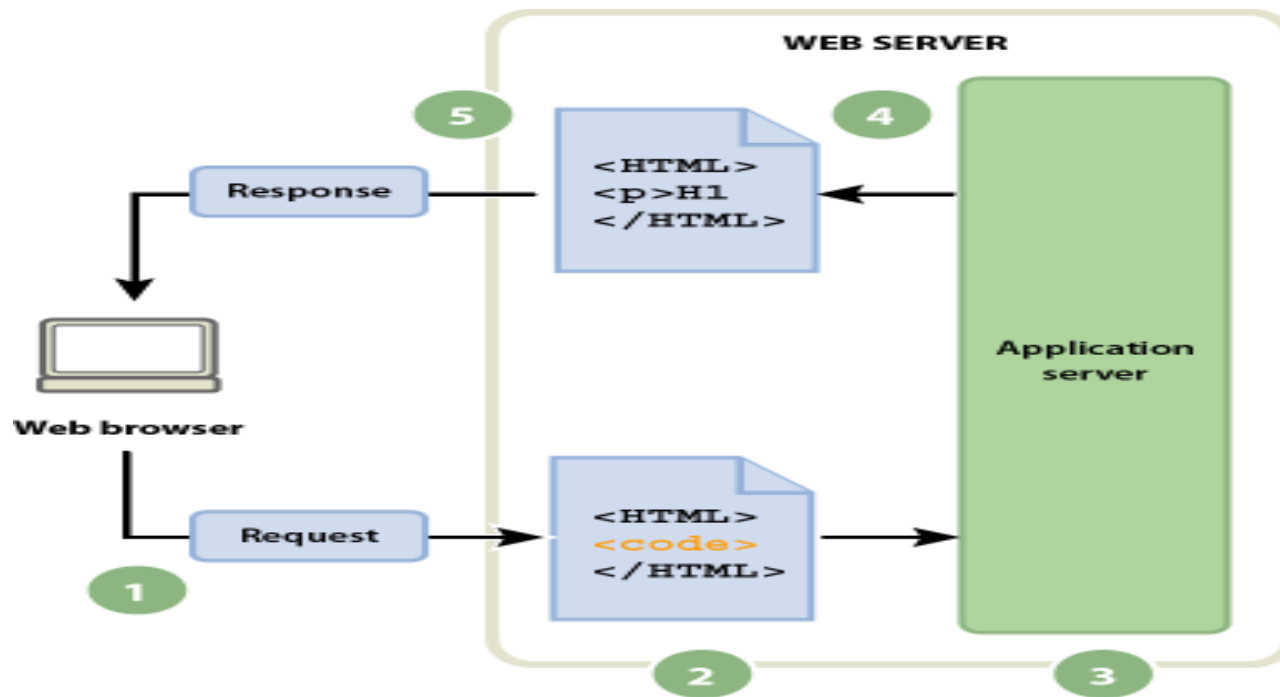 WEB SERVER
5
4
<HTML>
<p>H1
</HTML>
Response
Application
server
Web browser
<HTML>
<code>
</HTML>
Request
1
2
3